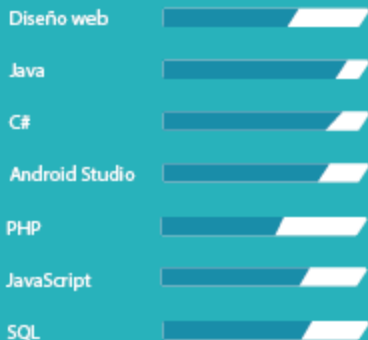 Diseño web
Java
C#
Android Studio
PHP
JavaScript
SQL